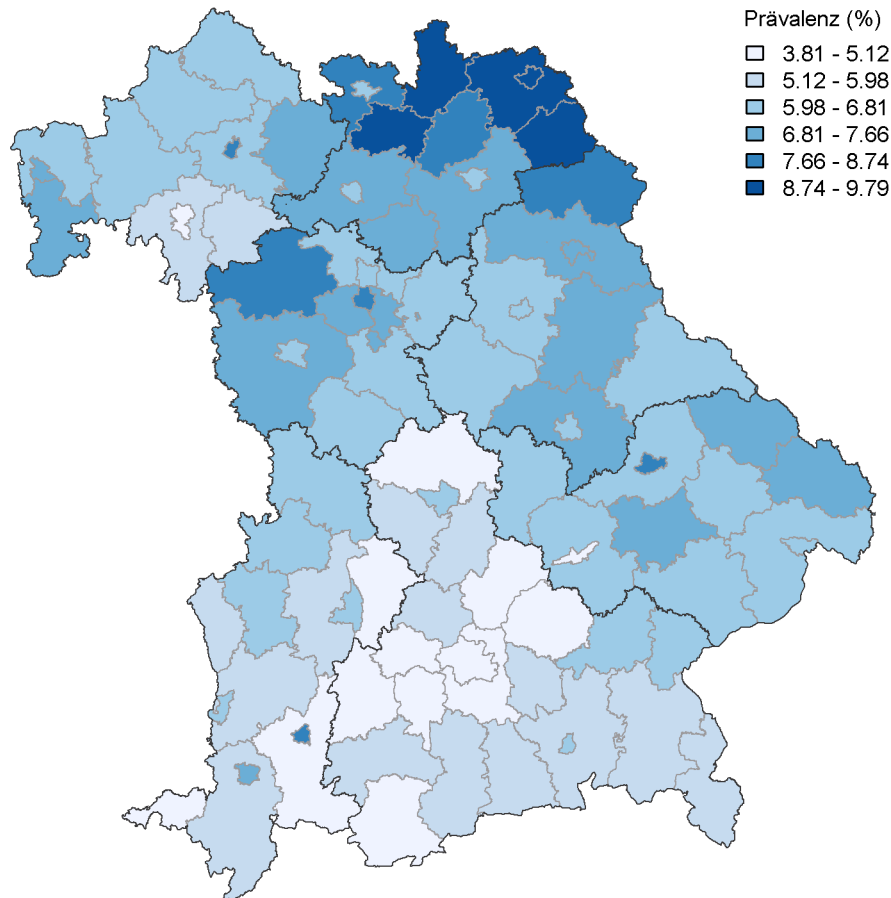 Prävalenz (%)
3.81 - 5.12
5.12 - 5.98
5.98 - 6.81
6.81 - 7.66
7.66 - 8.74
8.74 - 9.79